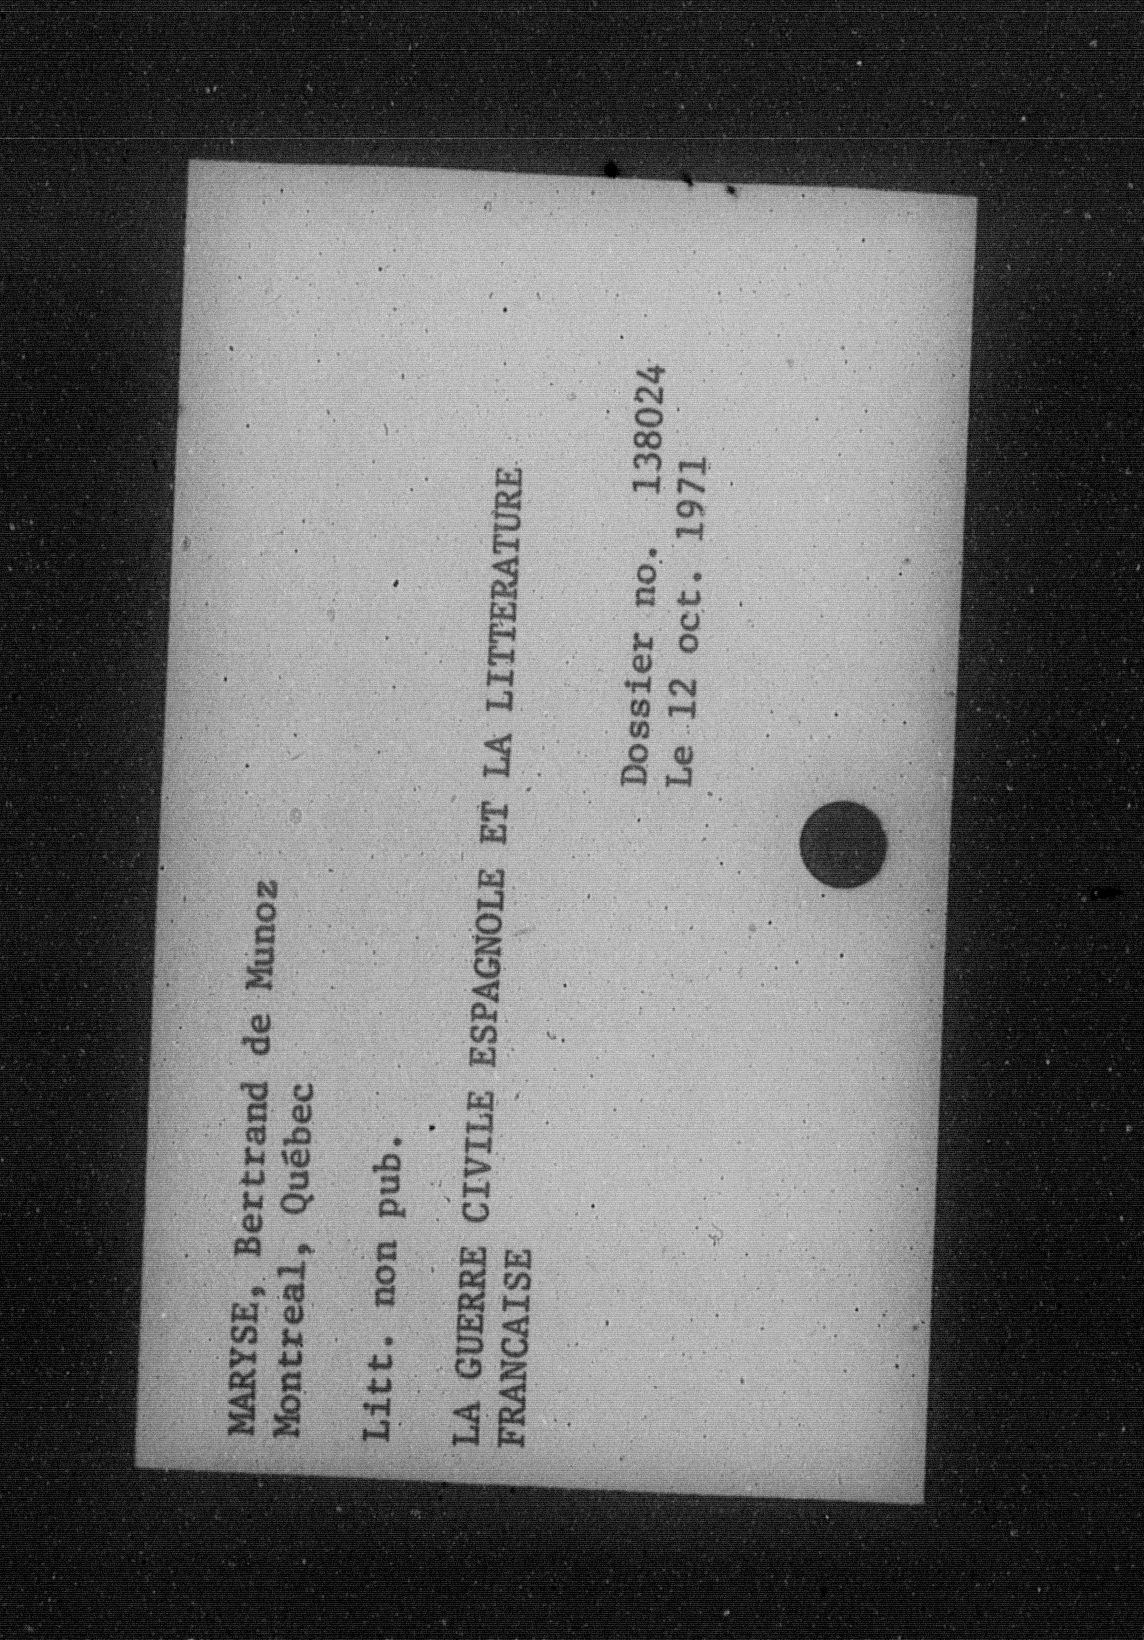 MARYSE, Bertrand de Munoz
Montreal, Québec
Litt. non pub.
LA GUERRE CIVILE ESPAGNOLE ET LA LITTERATURE
FRANCAISE
Dossier no. 138024
Le 12 oct. 1971